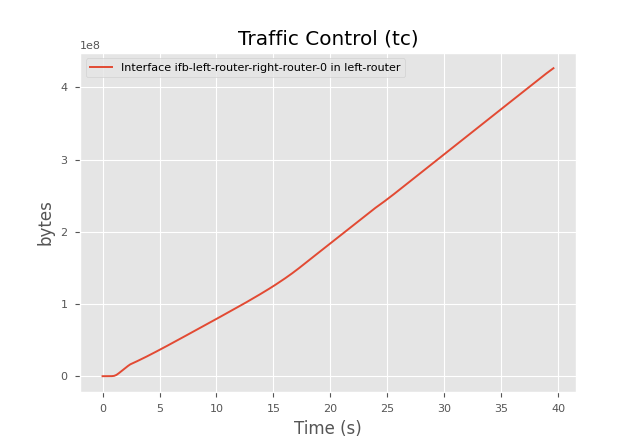 Traffic Control (tc)
1e8
Interface ifb-left-router-right-router-0 in left-router
4
3
2
1
0
bytes
0 5 10 15 20 25 30 35 40
Time (s)